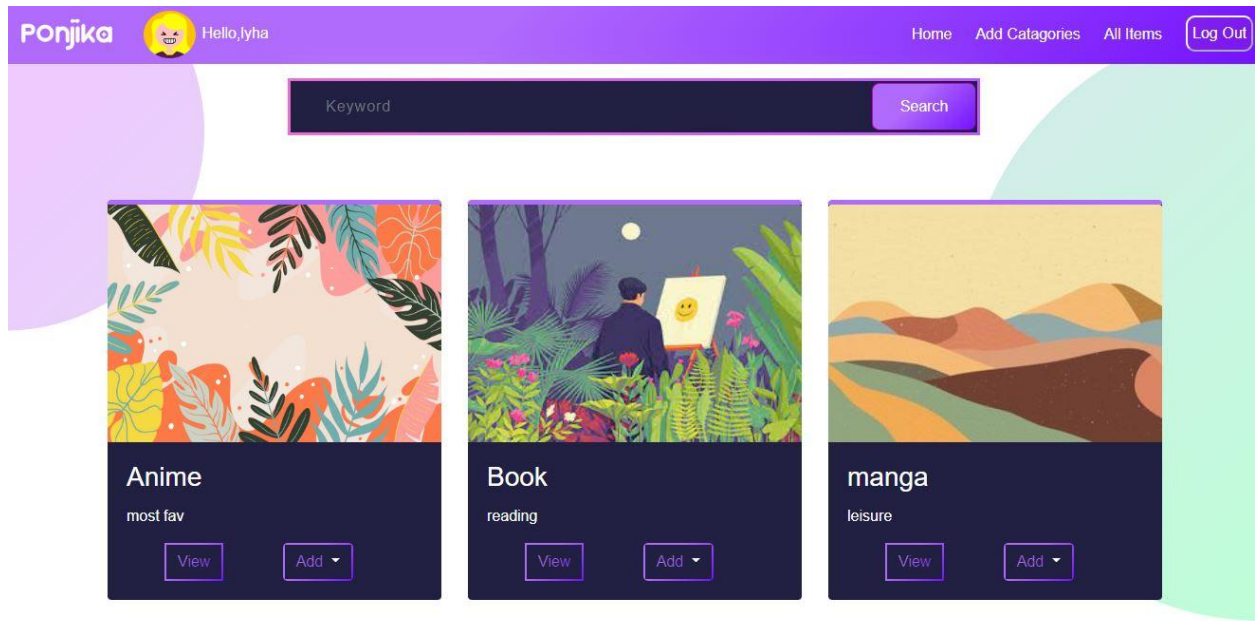 Ponjika
Hello,lyha
Home
Add Catagories
All Items
Log Out
Keyword
Search
Anime
most fav
View
Add
Book
reading
View
Add
manga
leisure
View
Add